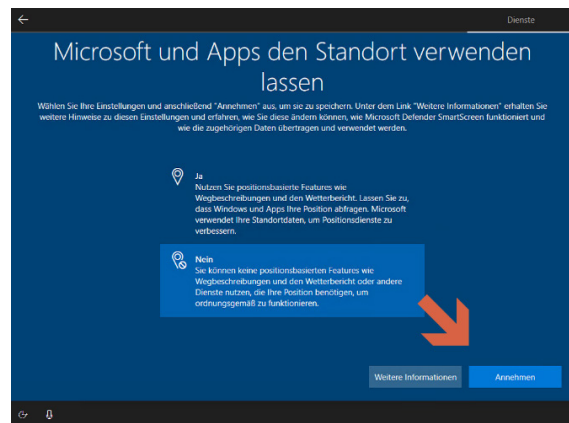 Dienste
Microsoft und Apps den Standort verwenden
lassen
Wählen Sie Ihre Einstellungen und anschließend "Annehmen" aus, um sie zu speichern. Unter dem Link "Weitere Informationen" erhalten Sie
weitere Hinweise zu diesen Einstellungen und erfahren, wie Sie diese ändern können, wie Microsoft Defender SmartScreen funktioniert und
wie die zugehörigen Daten übertragen und verwendet werden.
Ja
Nutzen Sie positionsbasierte Features wie
Wegbeschreibungen und den Wetterbericht. Lassen Sie zu,
dass Windows und Apps Ihre Position abfragen. Microsoft
verwendet Ihre Standortdaten, um Positionsdienste zu
verbessern.
Nein
Sie können keine positionsbasierten Features wie
Wegbeschreibungen und den Wetterbericht oder andere
Dienste nutzen, die Ihre Position benötigen, um
ordnungsgemäß zu funktionieren.
Weitere Informationen
Annehmen